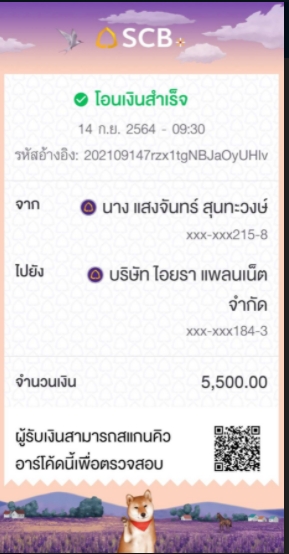 SCB
โอนเงินสำเร็จ
14 ก.ย. 2564 - 09:30
รหัสอ้างอิง: 202109147rzx1tgNBJaOyUHIv
จาก นาง แสงจันทร์ สุนทะวงษ์
xxx-xxx215-8
ไปยัง บริษัท ไอยรา แพลนเน็ต
จำกัด
xxx-xxx184-3
จำนวนเงิน 5,500.00
ผู้รับเงินสามารถสแกนคิว
อาร์โค้ดนี้เพื่อตรวจสอบ